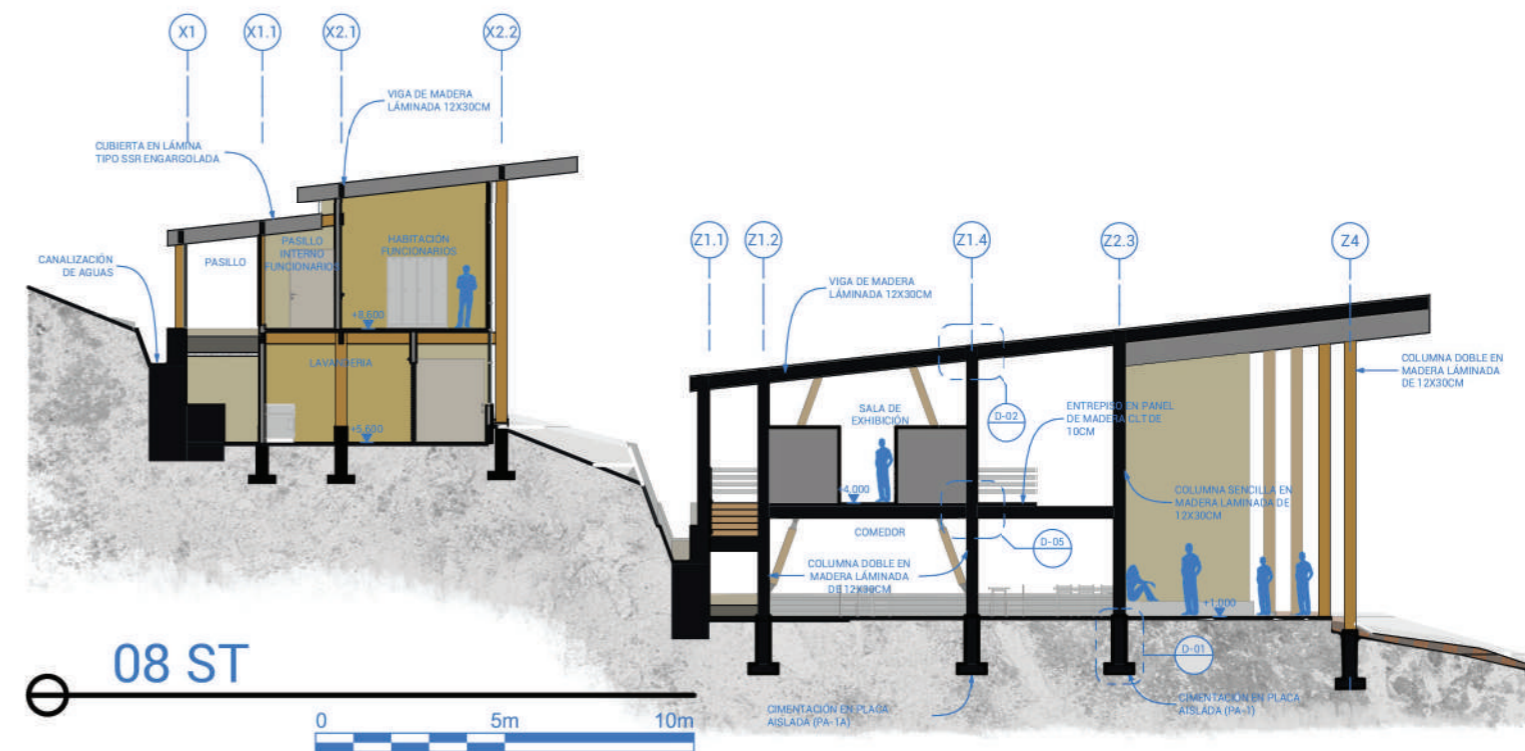 X1
X1.1
X2.1
X2.2
VIGA DE MADERA
LÁMINADA 12X30CM
CUBIERTA EN LÁMINA
TIPO SSR ENGARGOLADA
CANALIZACIÓN
DE AGUAS
PASILLO
PASILLO
INTERNO
FUNCIONARIOS
HABITACIÓN
FUNCIONARIOS
+8,600
LAVANDERIA
+5,600
Z1.1
Z1.2
Z1.4
Z2.3
Z4
VIGA DE MADERA
LÁMINADA 12X30CM
D-02
SALA DE
EXHIBICIÓN
ENTREPISO EN PANEL
DE MADERA CLT DE
10CM
COLUMNA DOBLE EN
MADERA LÁMINADA
DE 12X30CM
+4,000
COLUMNA SENCILLA EN
MADERA LAMINADA DE
12X30CM
COMEDOR
D-05
COLUMNA DOBLE EN
MADERA LÁMINADA
DE 12X30CM
+1,000
D-01
CIMENTACIÓN EN PLACA
AISLADA (PA-1A)
CIMENTACIÓN EN PLACA
AISLADA (PA-1)
08 ST
0 5m 10m